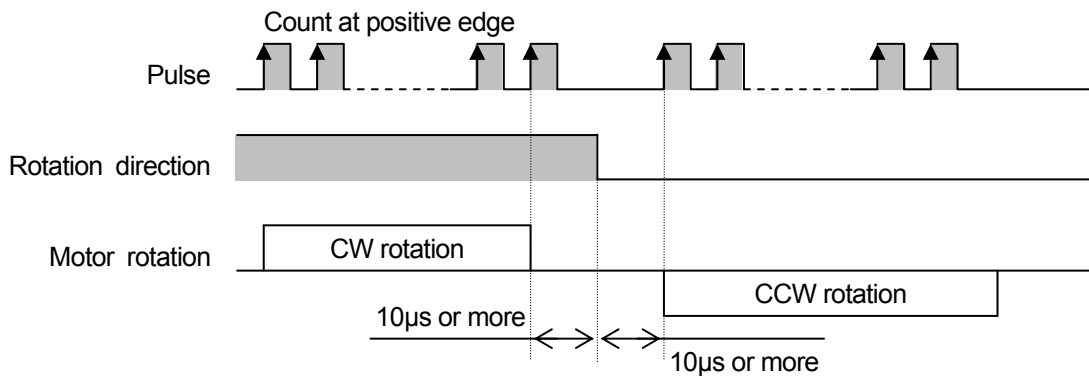 Count at positive edge
Pulse
Rotation direction
Motor rotation
CW rotation
CCW rotation
10µs or more
10µs or more